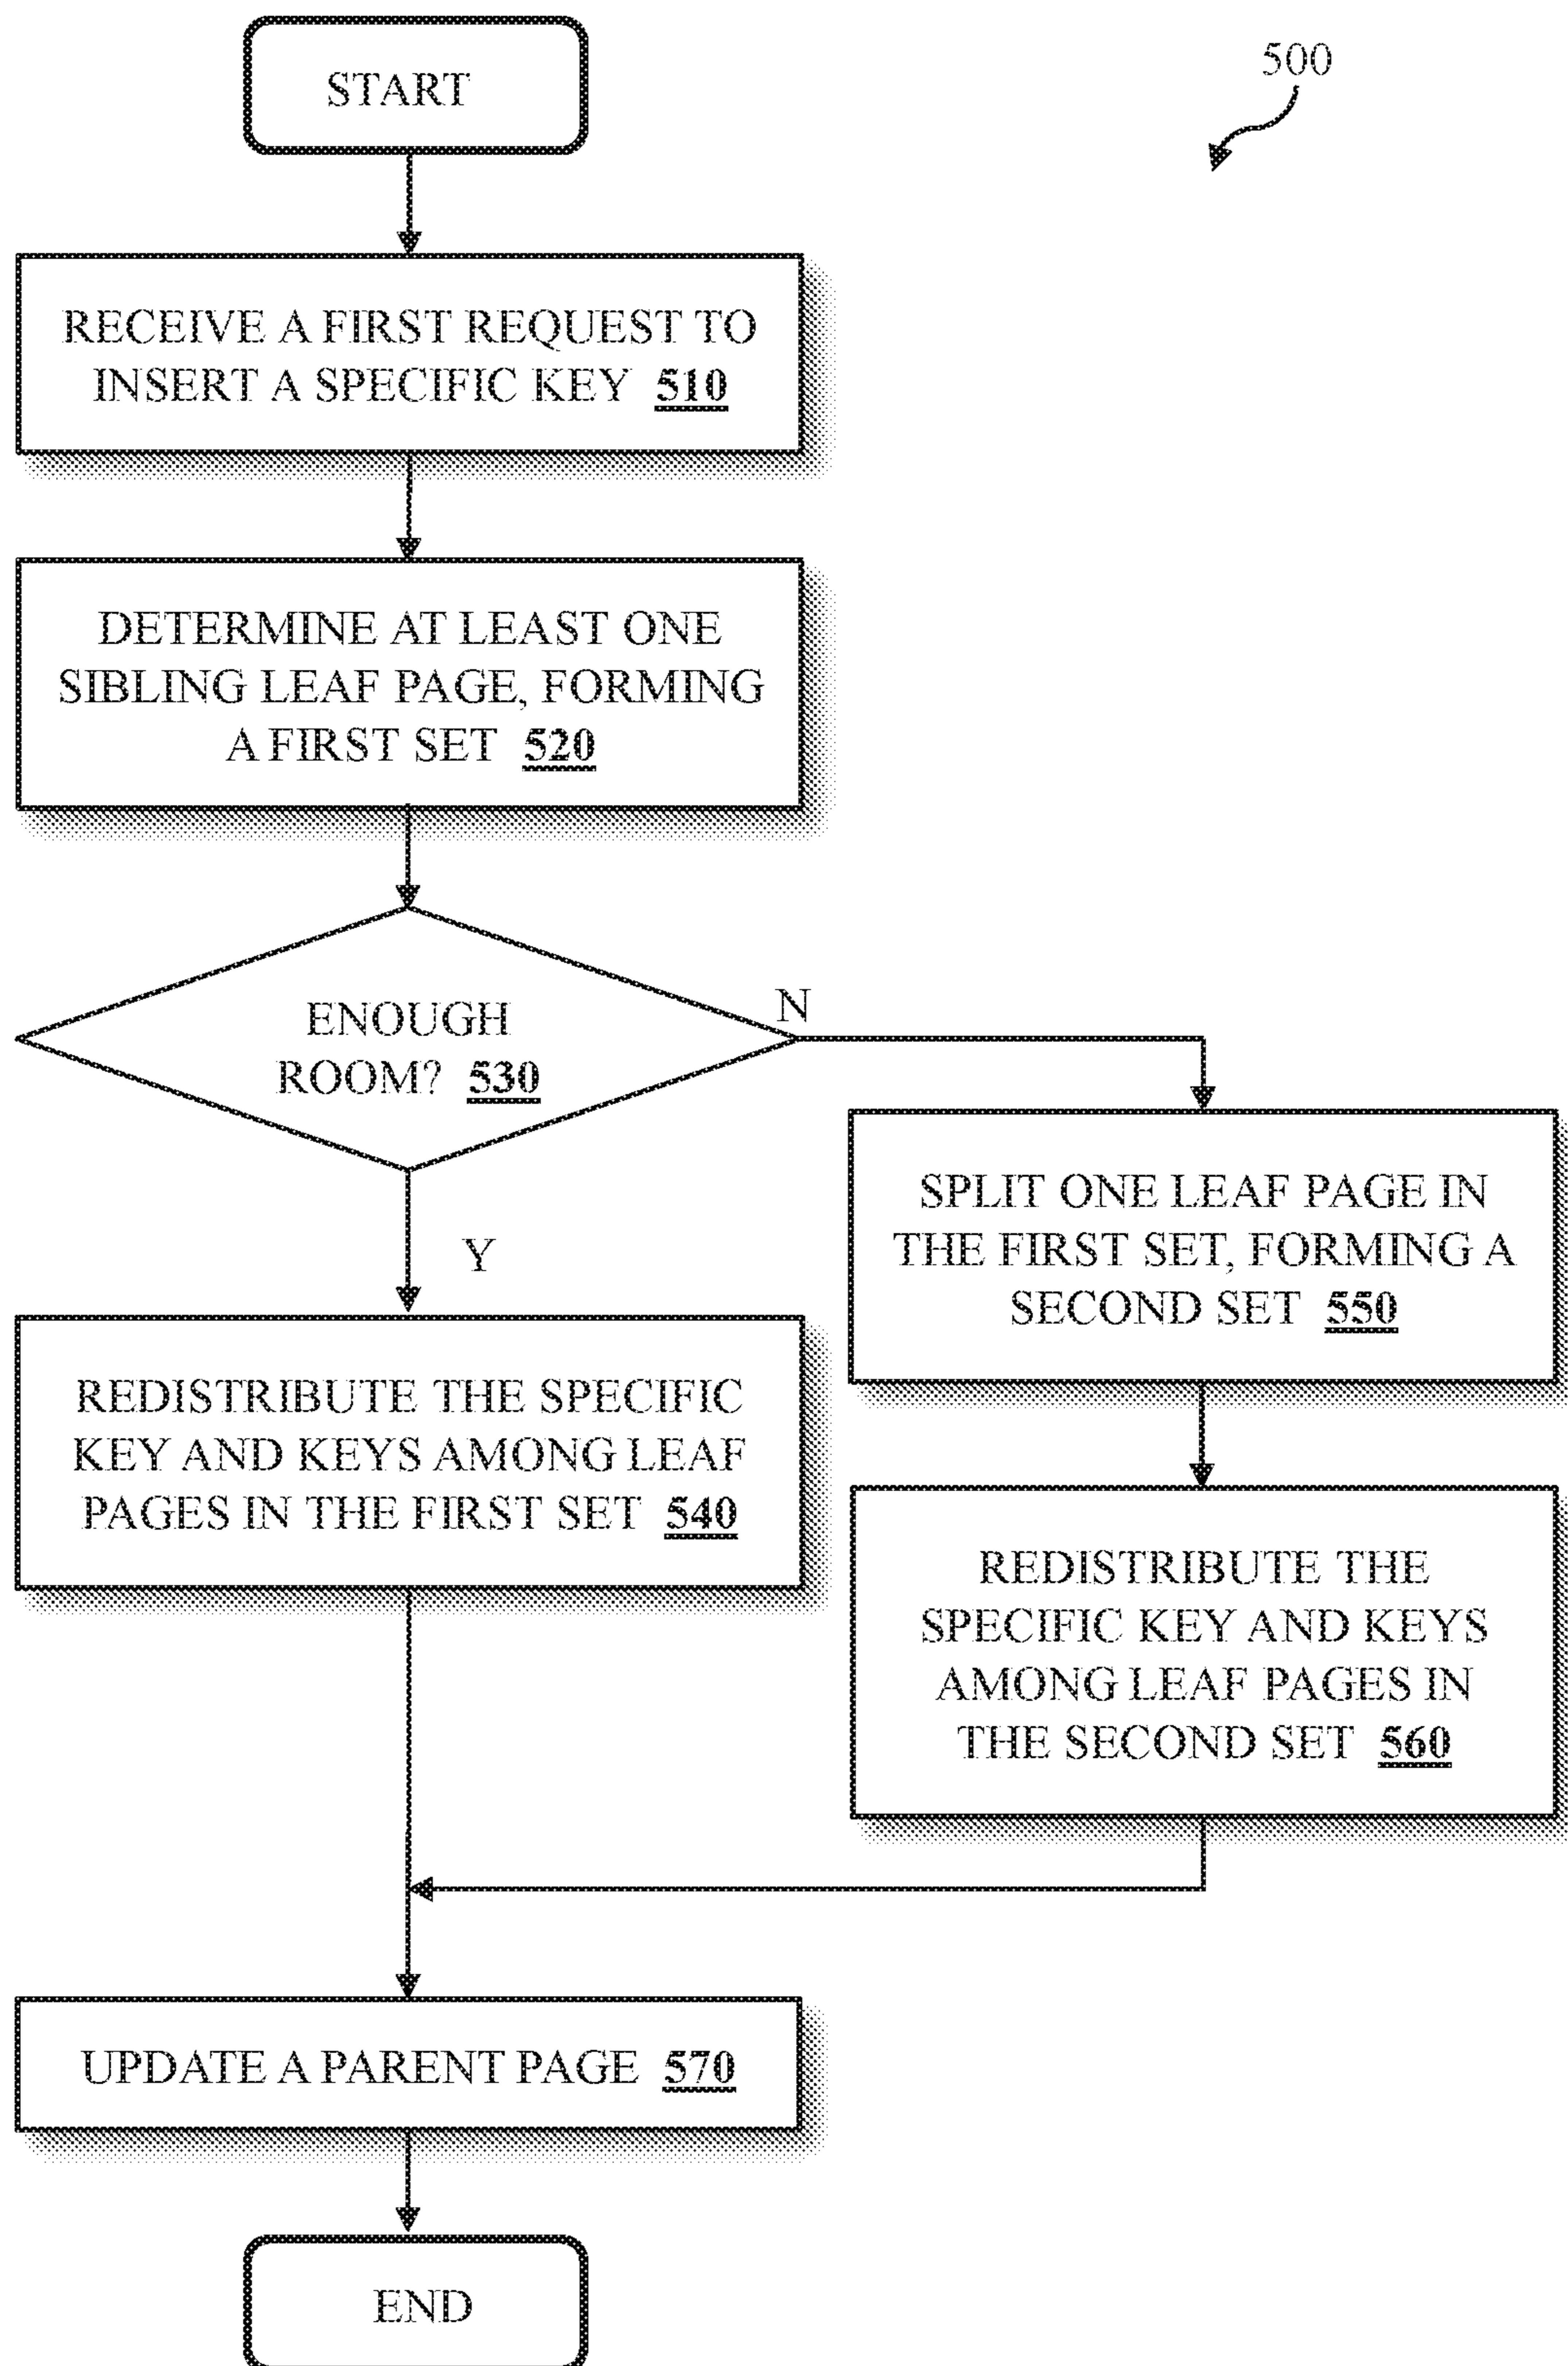 START
500
RECEIVE A FIRST REQUEST TO
INSERT A SPECIFIC KEY 510
DETERMINE AT LEAST ONE
SIBLING LEAF PAGE, FORMING
A FIRST SET 520
ENOUGH
ROOM? 530
N
Y
SPLIT ONE LEAF PAGE IN
THE FIRST SET, FORMING A
SECOND SET 550
REDISTRIBUTE THE SPECIFIC
KEY AND KEYS AMONG LEAF
PAGES IN THE FIRST SET 540
REDISTRIBUTE THE
SPECIFIC KEY AND KEYS
AMONG LEAF PAGES IN
THE SECOND SET 560
UPDATE A PARENT PAGE 570
END